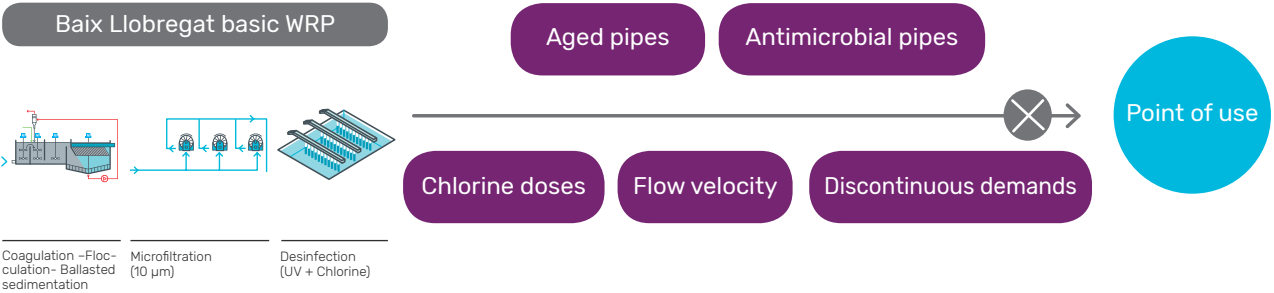 Baix Llobregat basic WRP
Aged pipes
Antimicrobial pipes
Point of use
Chlorine doses
Flow velocity
Discontinuous demands
Coagulation –Floc-
culation- Ballasted
sedimentation
Microfiltration
(10 µm)
Desinfection
(UV + Chlorine)